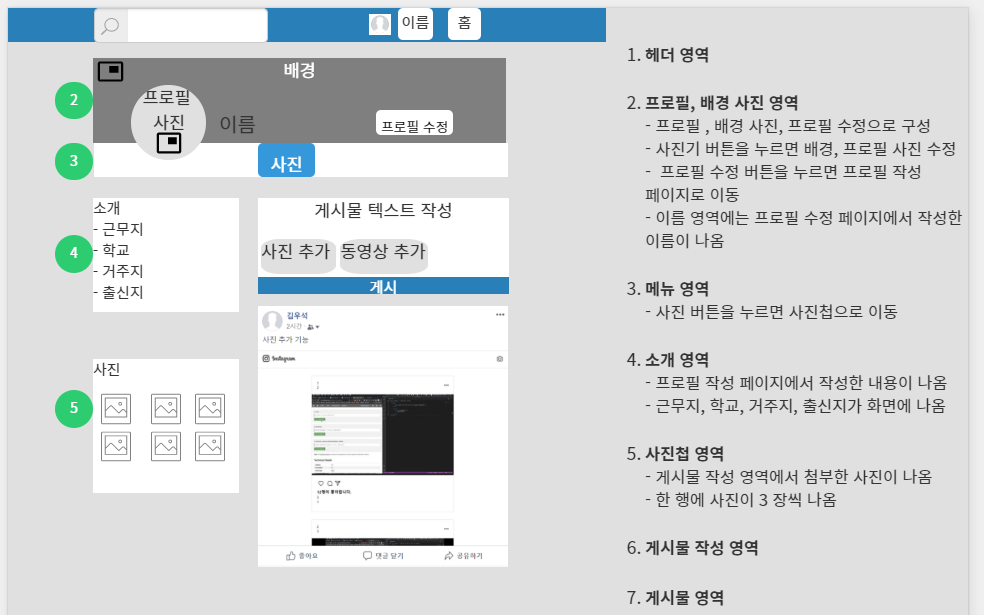 이름
홈
배경
2
프로필
사진
이름
프로필 수정
3
사진
4
소개
- 근무지
- 학교
- 거주지
- 출신지
게시물 텍스트 작성
사진 추가
동영상 추가
게시
김우석
2시간
사진 추가 기능
Instagram
좋아요
댓글 달기
공유하기
5
사진
1. 헤더 영역
2. 프로필, 배경 사진 영역
- 프로필 , 배경 사진, 프로필 수정으로 구성
- 사진기 버튼을 누르면 배경, 프로필 사진 수정
- 프로필 수정 버튼을 누르면 프로필 작성
페이지로 이동
- 이름 영역에는 프로필 수정 페이지에서 작성한
이름이 나옴
3. 메뉴 영역
- 사진 버튼을 누르면 사진첩으로 이동
4. 소개 영역
- 프로필 작성 페이지에서 작성한 내용이 나옴
- 근무지, 학교, 거주지, 출신지가 화면에 나옴
5. 사진첩 영역
- 게시물 작성 영역에서 첨부한 사진이 나옴
- 한 행에 사진이 3 장씩 나옴
6. 게시물 작성 영역
7. 게시물 영역